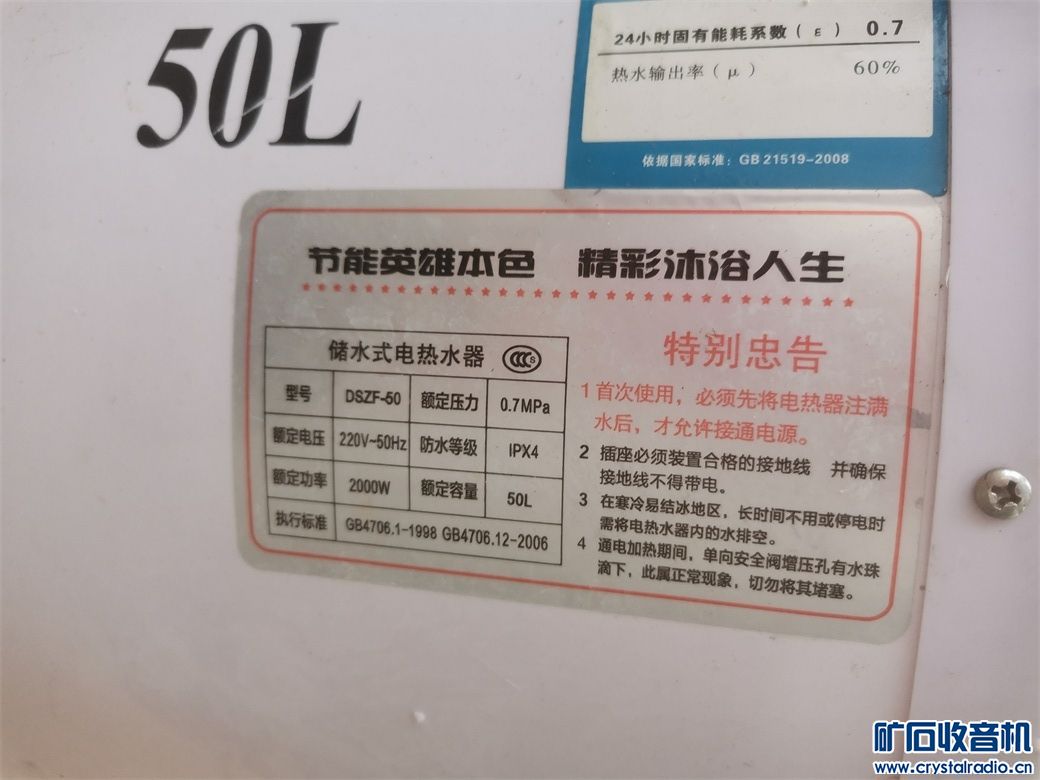 50L
24小时固有能耗系数(ε) 0.7
热水输出率(μ) 60%
依据国家标准: GB 21519-2008
节能英雄本色 精彩沐浴人生
储水式电热水器 CCC S
型号 DSZF-50 额定压力 0.7MPa
额定电压 220V~50Hz 防水等级 IPX4
额定功率 2000W 额定容量 50L
执行标准 GB4706.1-1998 GB4706.12-2006
特别忠告
1 首次使用，必须先将电热器注满
水后，才允许接通电源。
2 插座必须装置合格的接地线 并确保
接地线不得带电。
3 在寒冷易结冰地区，长时间不用或停电时
需将电热水器内的水排空。
4 通电加热期间，单向安全阀增压孔有水珠
滴下，此属正常现象，切勿将其堵塞。
矿石收音机
www.crystalradio.cn